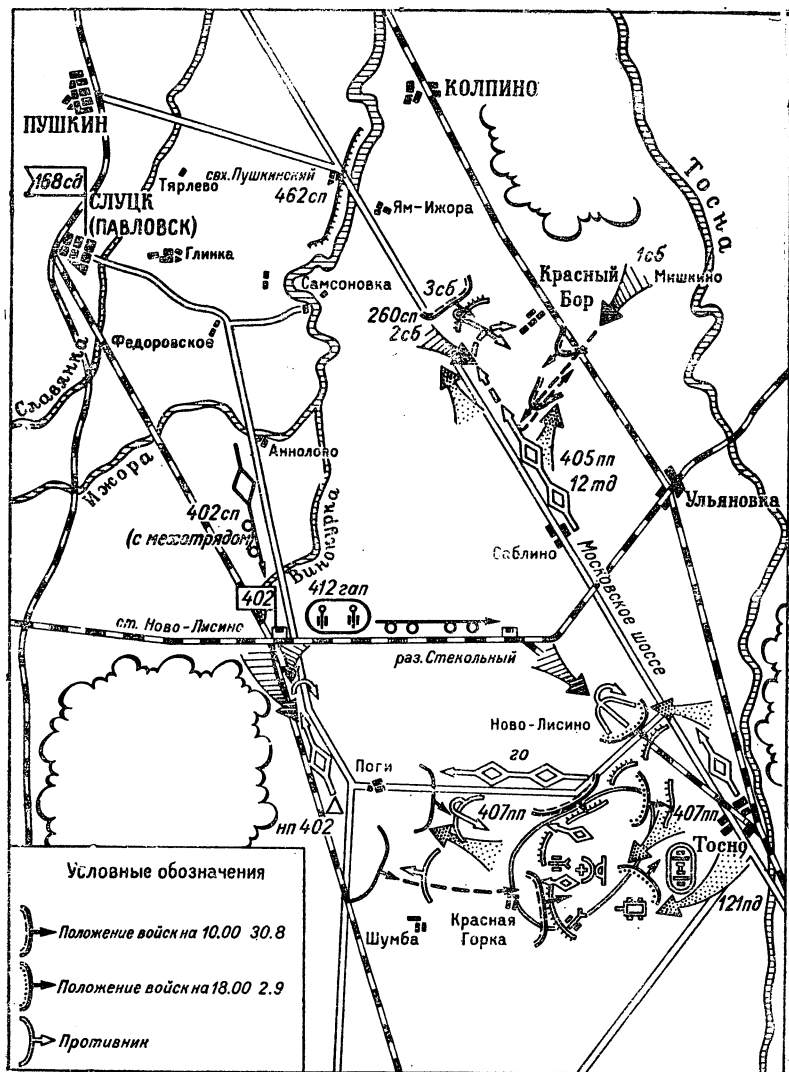 КОЛПИНО
ПУШКИН
168сд
Тярлево
свх. Пушкинский
462сп
Ям-Ижора
Тосна
СЛУЦК
(ПАВЛОВСК)
Глинка
Самсоновка
3сб
Красный
Бор
1сб
Мишкино
260сп
2сб
Федоровское
Славянка
Ижора
Аннолово
405пп
12тд
Ульяновка
402сп
(с мехотрядом)
Винокурка
Саблино
Московское шоссе
402
412гап
ст. Ново-Лисино
раз. Стекольный
Ново-Лисино
Поги
го
нп 402
407пп
407пп
Тосно
121пд
Шумба
Красная
Горка
Условные обозначения
Положение войск на 10.00 30.8
Положение войск на 18.00 2.9
Противник